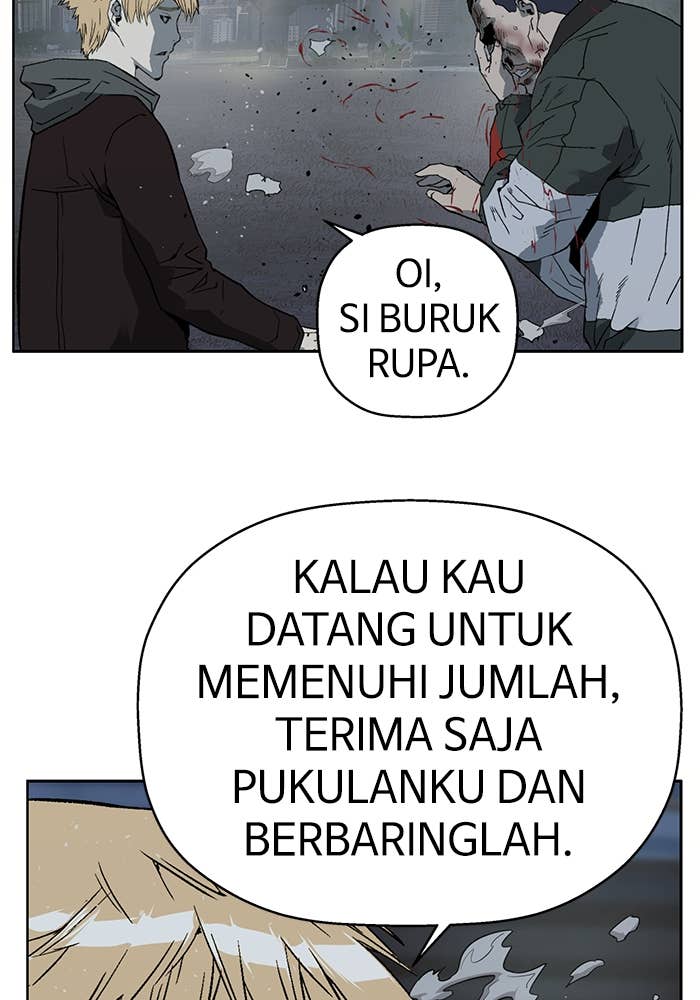 OI,
SI BURUK
RUPA.
KALAU KAU
DATANG UNTUK
MEMENUHI JUMLAH,
TERIMA SAJA
PUKULANKU DAN
BERBARINGLAH.